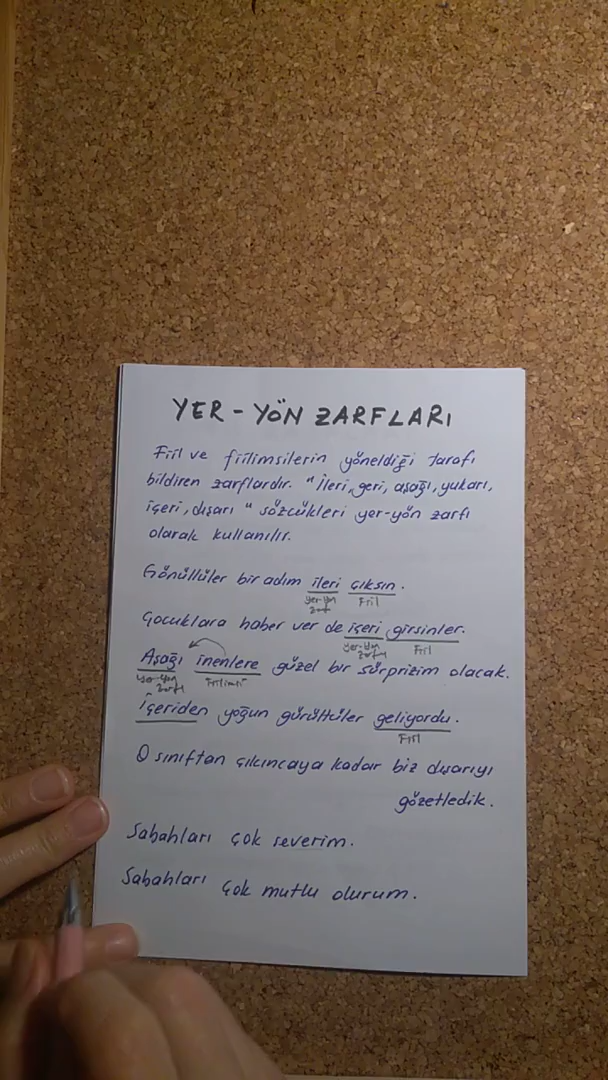 YER-YÖN ZARFLARI
Fiil ve fiilimsilerin yöneldiği tarafı
bildiren zarflardır. "İleri, geri, aşağı, yukarı,
içeri, dışarı" sözcükleri yer-yön zarfı
olarak kullanılır.
Gönüllüler bir adım ileri çıksın.
yer-yön zarfı Fiil
Çocuklara haber ver de içeri girsinler.
yer-yön zarfı Fiil
Aşağı inenlere güzel bir sürprizim olacak.
yer-yön zarfı Fiilimsi
İçeriden yoğun gürültüler geliyordu.
Fiil
O sınıftan çıkıncaya kadar biz dışarıyı
gözetledik.
Sabahları çok severim.
Sabahları çok mutlu olurum.